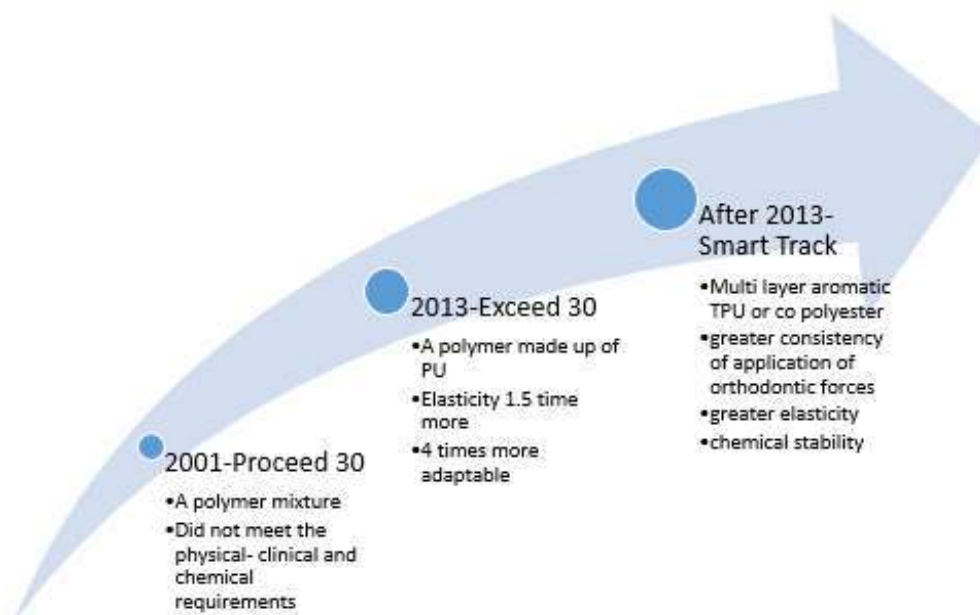 2001-Proceed 30
•A polymer mixture
•Did not meet the
physical- clinical and
chemical
requirements
2013-Exceed 30
•A polymer made up of
PU
•Elasticity 1.5 time
more
•4 times more
adaptable
After 2013-
Smart Track
•Multi layer aromatic
TPU or co polyester
•greater consistency
of application of
orthodontic forces
•greater elasticity
•chemical stability